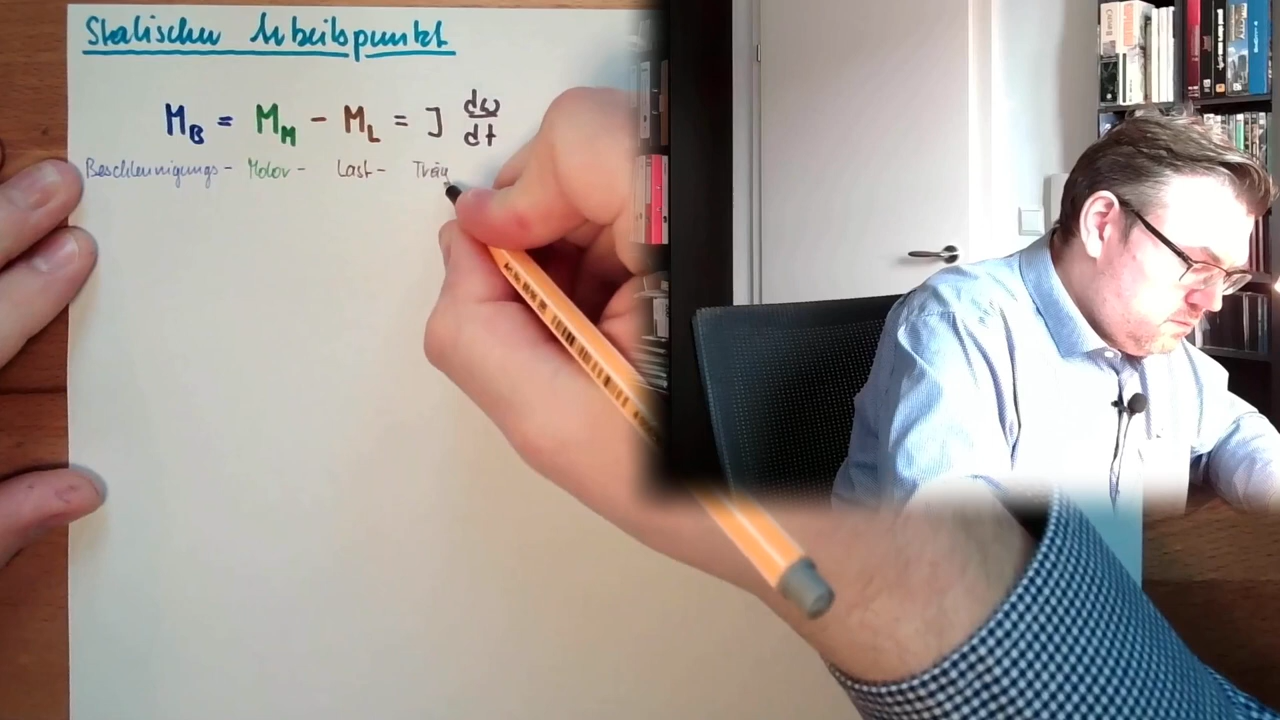 Statischer Arbeitspunkt
M_B = M_M - M_L = J dω/dt
Beschleunigungs- Motor- Last- Träg